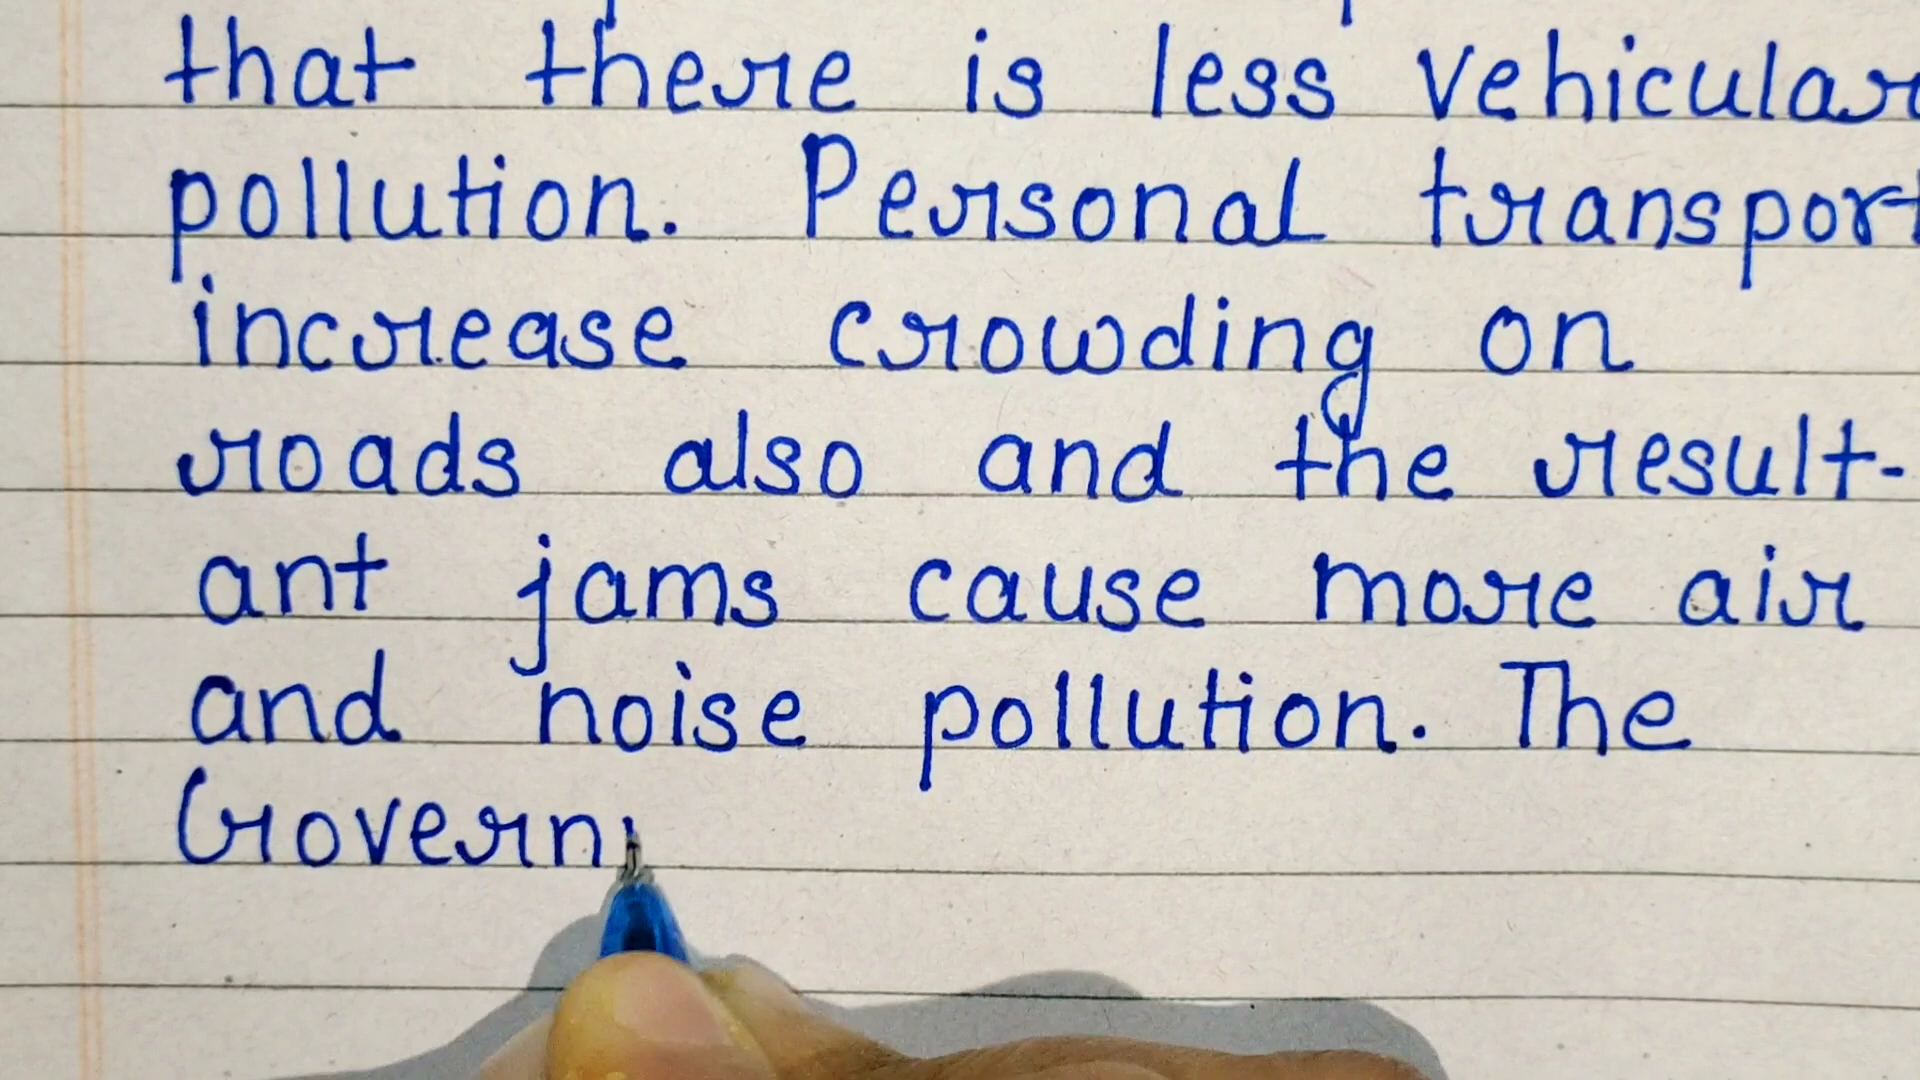 that there is less vehicular
pollution. Personal transport
increase crowding on
roads also and the result-
ant jams cause more air
and noise pollution. The
Govern